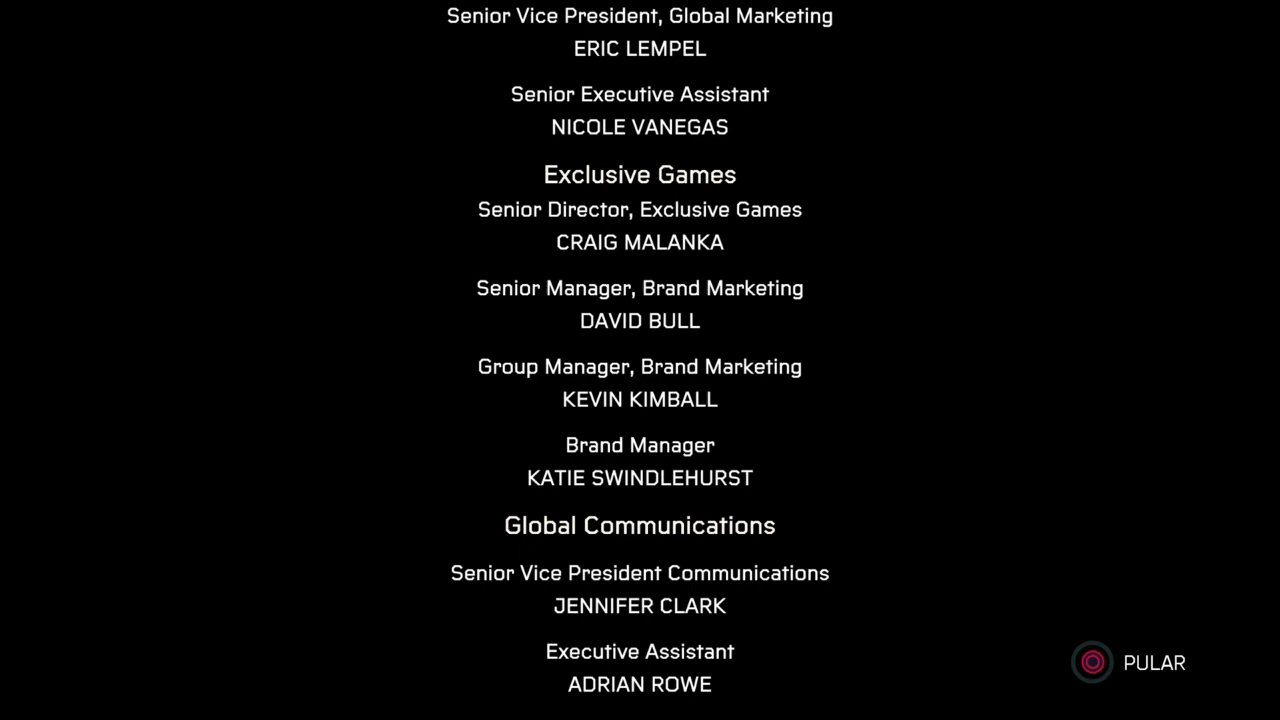 Senior Vice President, Global Marketing
ERIC LEMPEL
Senior Executive Assistant
NICOLE VANEGAS
Exclusive Games
Senior Director, Exclusive Games
CRAIG MALANKA
Senior Manager, Brand Marketing
DAVID BULL
Group Manager, Brand Marketing
KEVIN KIMBALL
Brand Manager
KATIE SWINDLEHURST
Global Communications
Senior Vice President Communications
JENNIFER CLARK
Executive Assistant
ADRIAN ROWE
PULAR